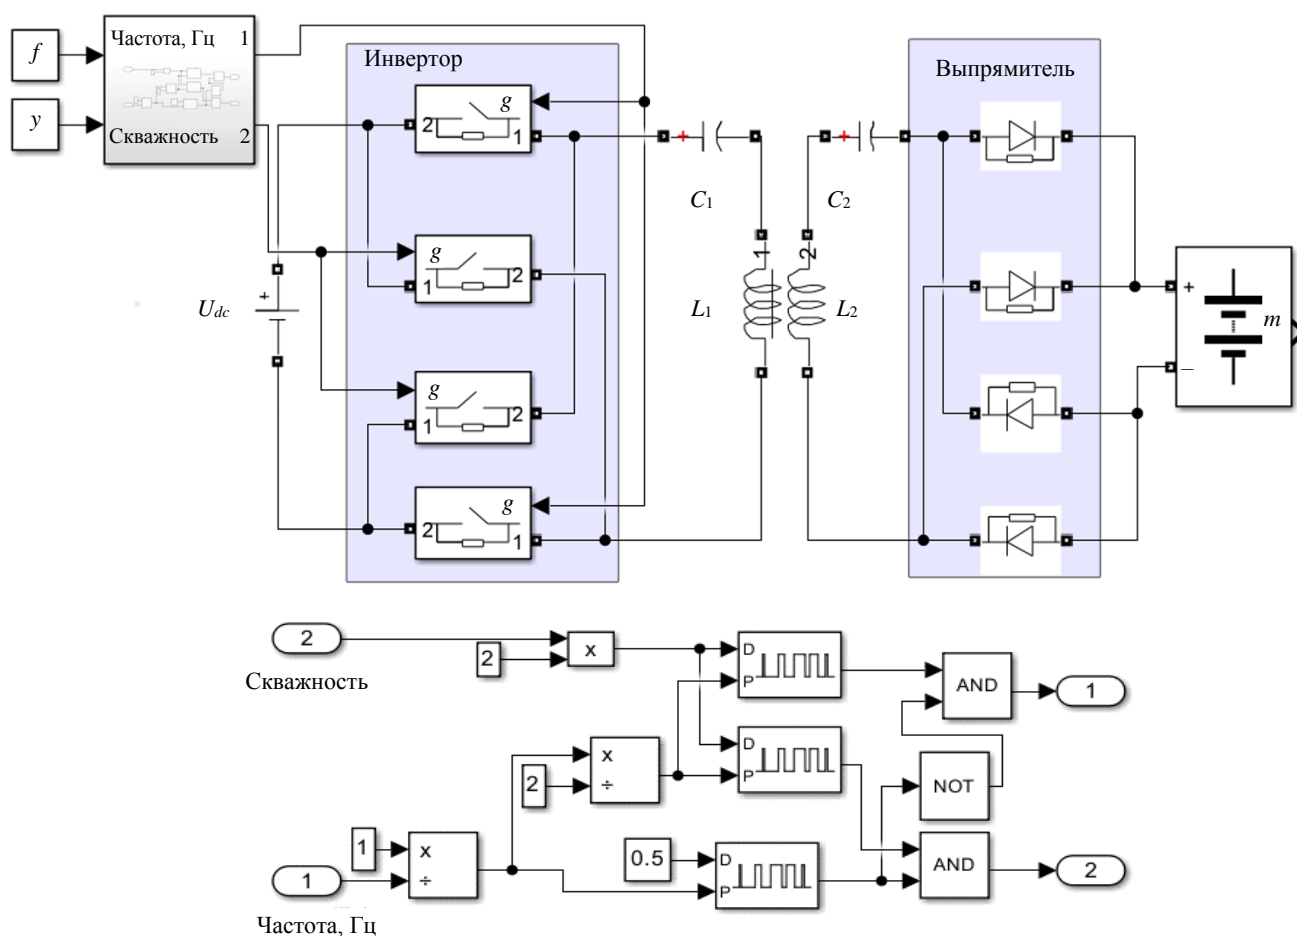 f
Частота, Гц 1
y
Скважность 2
Инвертор
Выпрямитель
g
2
1
g
1
2
g
1
2
g
2
1
+
Udc
+
C1
+
C2
1
2
L1
L2
+
–
m
2
Скважность
2
x
D
P
AND
1
D
P
x
÷
2
NOT
1
x
÷
0.5
D
P
AND
2
1
Частота, Гц